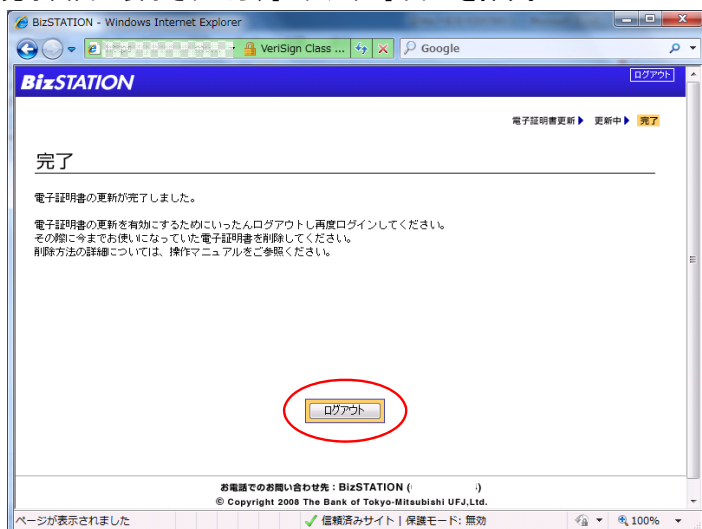 BizSTATION - Windows Internet Explorer
VeriSign Class ...
Google
BizSTATION
ログアウト
電子証明書更新 更新中 完了
完了
電子証明書の更新が完了しました。
電子証明書の更新を有効にするためにいったんログアウトし再度ログインしてください。
その際に今までお使いになっていた電子証明書を削除してください。
削除方法の詳細については、操作マニュアルをご参照ください。
ログアウト
お電話でのお問い合わせ先：BizSTATION (
© Copyright 2008 The Bank of Tokyo-Mitsubishi UFJ,Ltd.
ページが表示されました
信頼済みサイト | 保護モード: 無効
100%